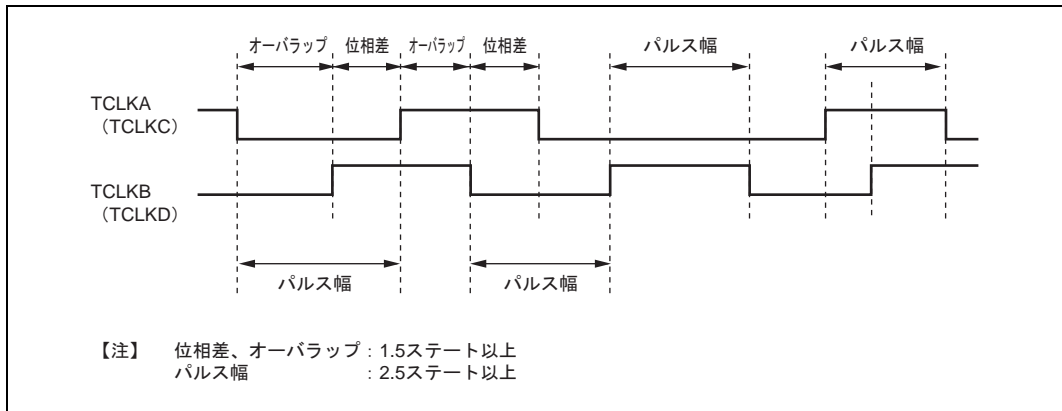 オーバラップ 位相差 オーバラップ 位相差 パルス幅 パルス幅
TCLKA
(TCLKC)
TCLKB
(TCLKD)
パルス幅 パルス幅
【注】 位相差、オーバラップ：1.5ステート以上
パルス幅 ：2.5ステート以上